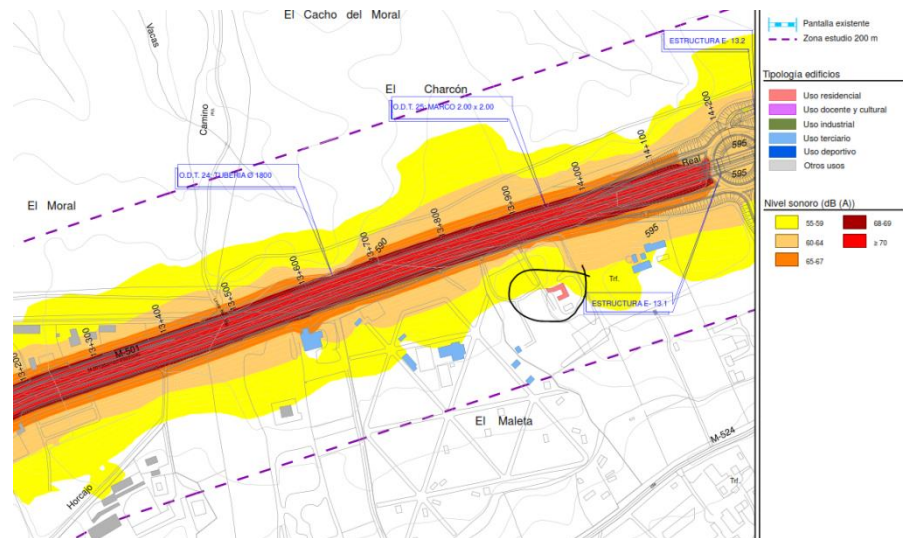 El Cacho del Moral
Vacas
Camino
El Charcón
O.D.T. 25: MARCO 2.00 x 2.00
ESTRUCTURA E- 13.2
O.D.T. 24: TUBERIA Ø 1800
El Moral
14+200
14+100
14+000
13+900
13+800
13+700
13+600
13+500
13+400
13+300
13+200
590
Real
595
595
595
Trf.
ESTRUCTURA E- 13.1
M-501
El Maleta
Horcajo
M-524
Trf.
Pantalla existente
Zona estudio 200 m
Tipología edificios
Uso residencial
Uso docente y cultural
Uso industrial
Uso terciario
Uso deportivo
Otros usos
Nivel sonoro (dB (A))
55-59
68-69
60-64
≥ 70
65-67